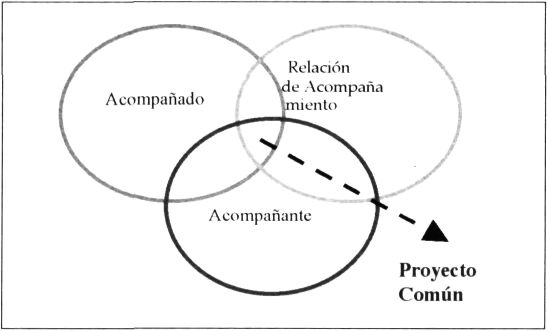 Relación
de Acompaña
miento
Acompañado
Acompañante
Proyecto
Común